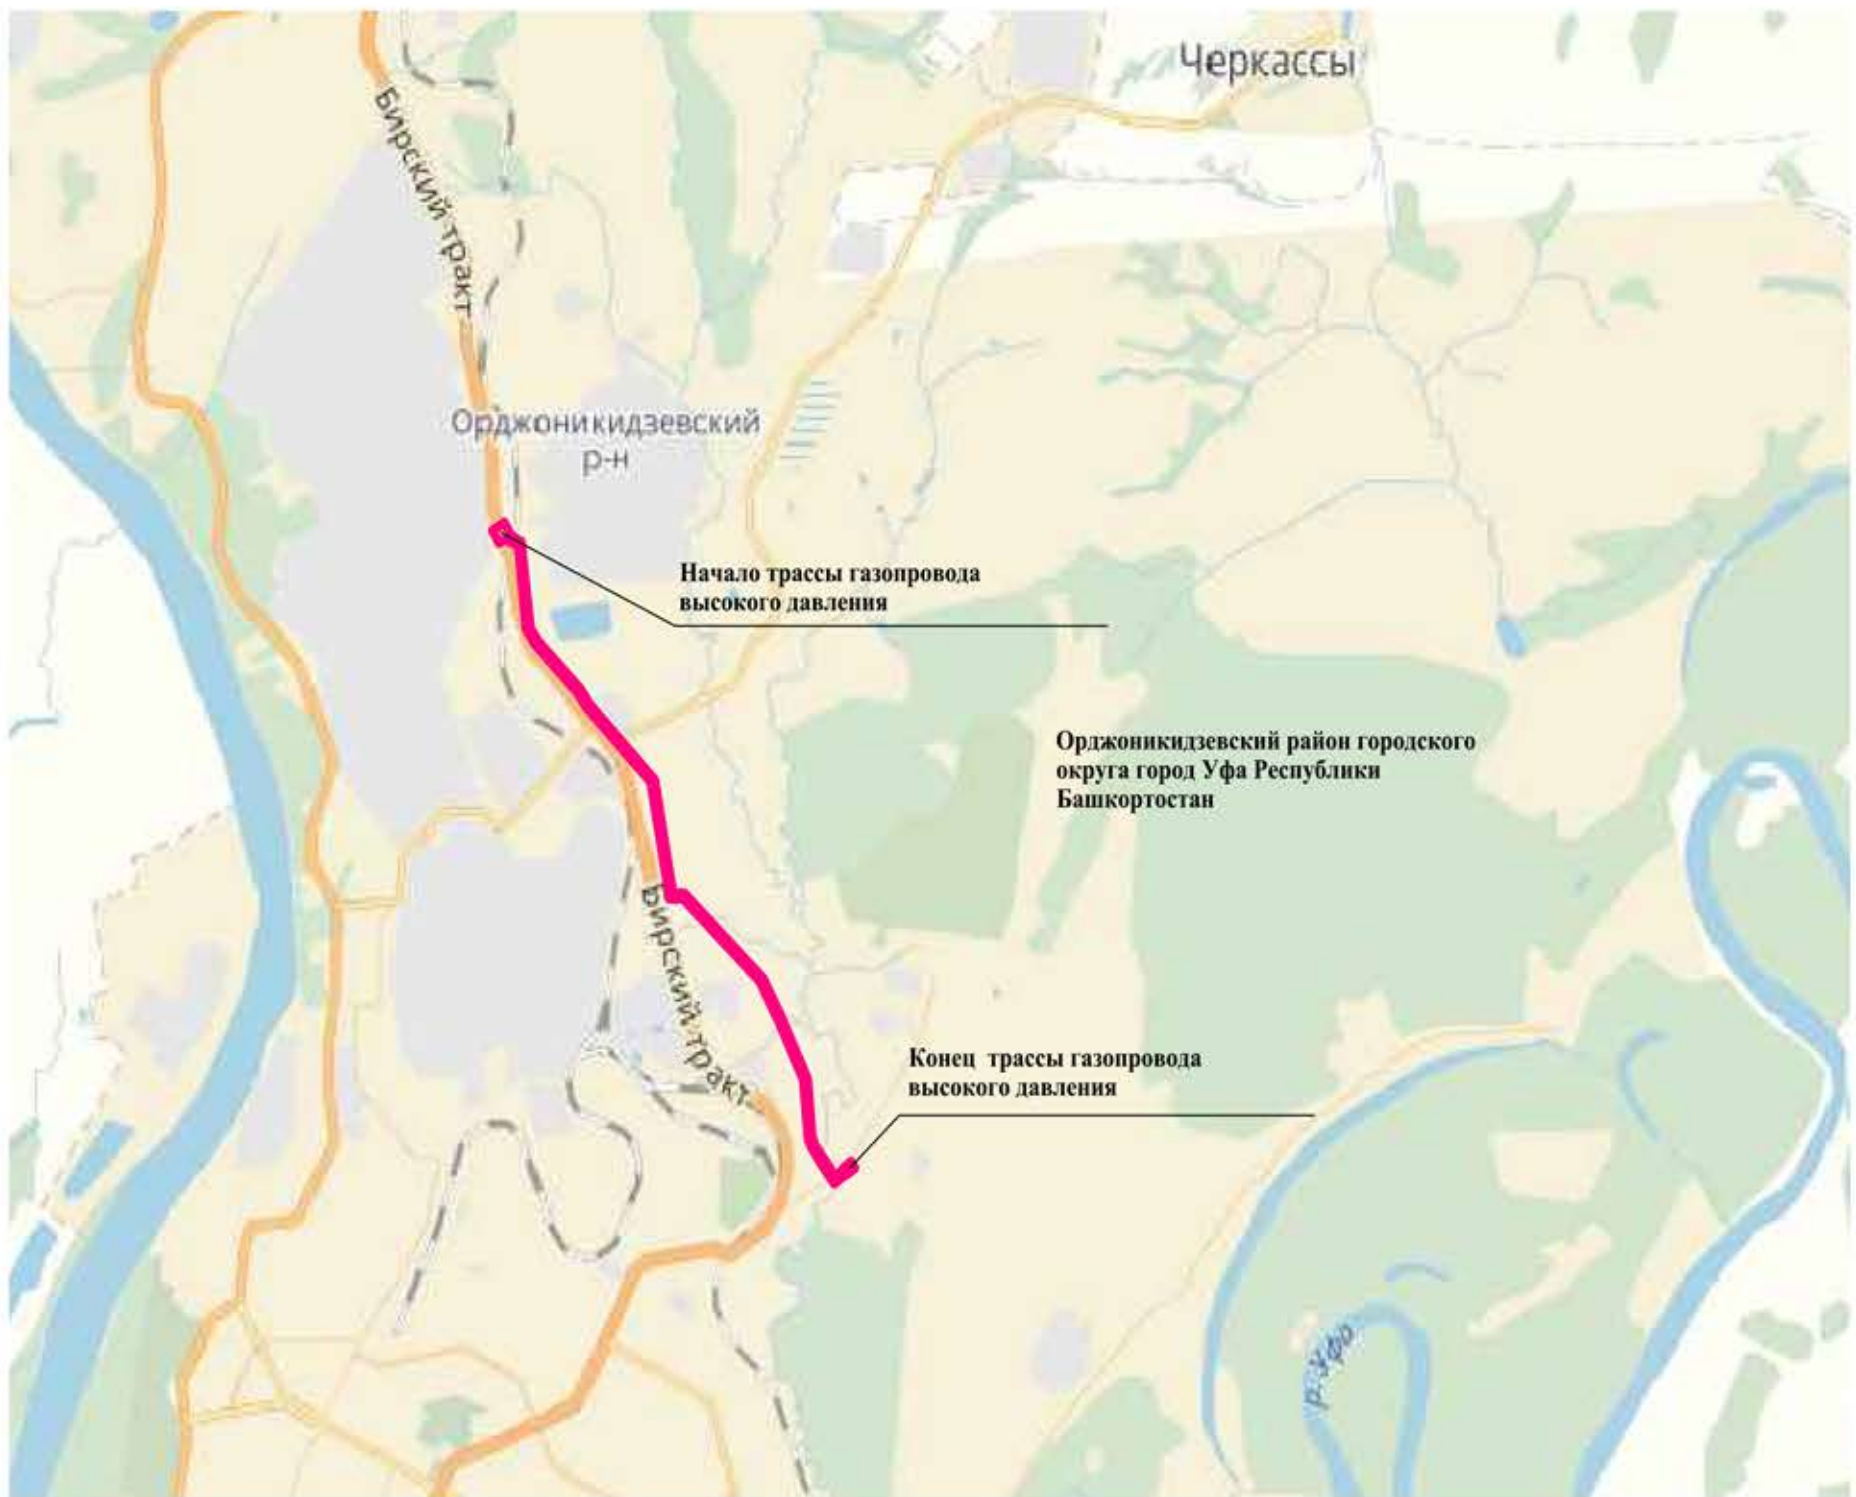 Черкассы
Бирский тракт
Орджоникидзевский
р-н
Начало трассы газопровода
высокого давления
Орджоникидзевский район городского
округа город Уфа Республики
Башкортостан
Бирский тракт
Конец трассы газопровода
высокого давления
р. Уфа